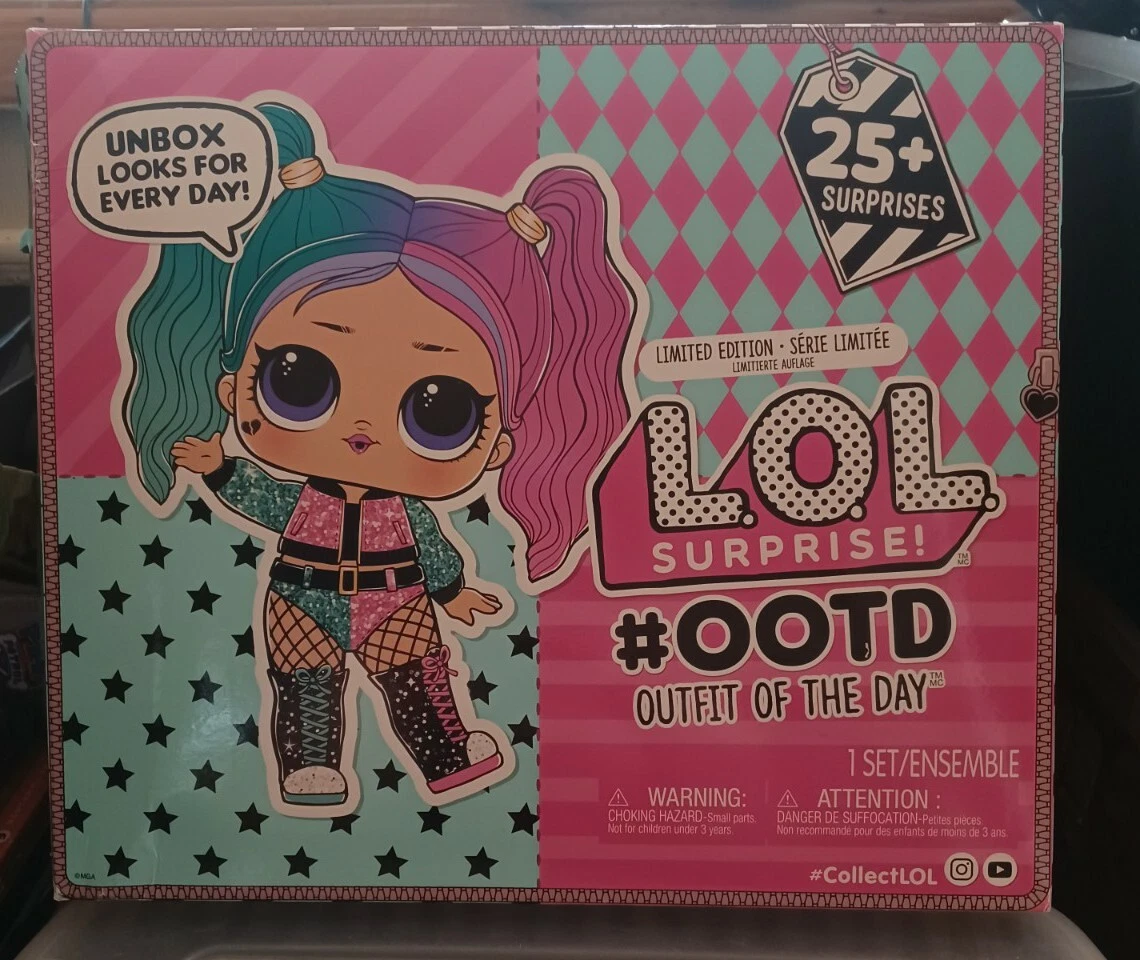 UNBOX
LOOKS FOR
EVERY DAY!
25+
SURPRISES
LIMITED EDITION · SÉRIE LIMITÉE
LIMITIERTE AUFLAGE
L.O.L.
SURPRISE!
TM
MC
#OOTD
OUTFIT OF THE DAY TM
MC
1 SET/ENSEMBLE
⚠ WARNING:
CHOKING HAZARD-Small parts.
Not for children under 3 years.
⚠ ATTENTION :
DANGER DE SUFFOCATION-Petites pièces.
Non recommandé pour des enfants de moins de 3 ans.
#CollectLOL
©MGA